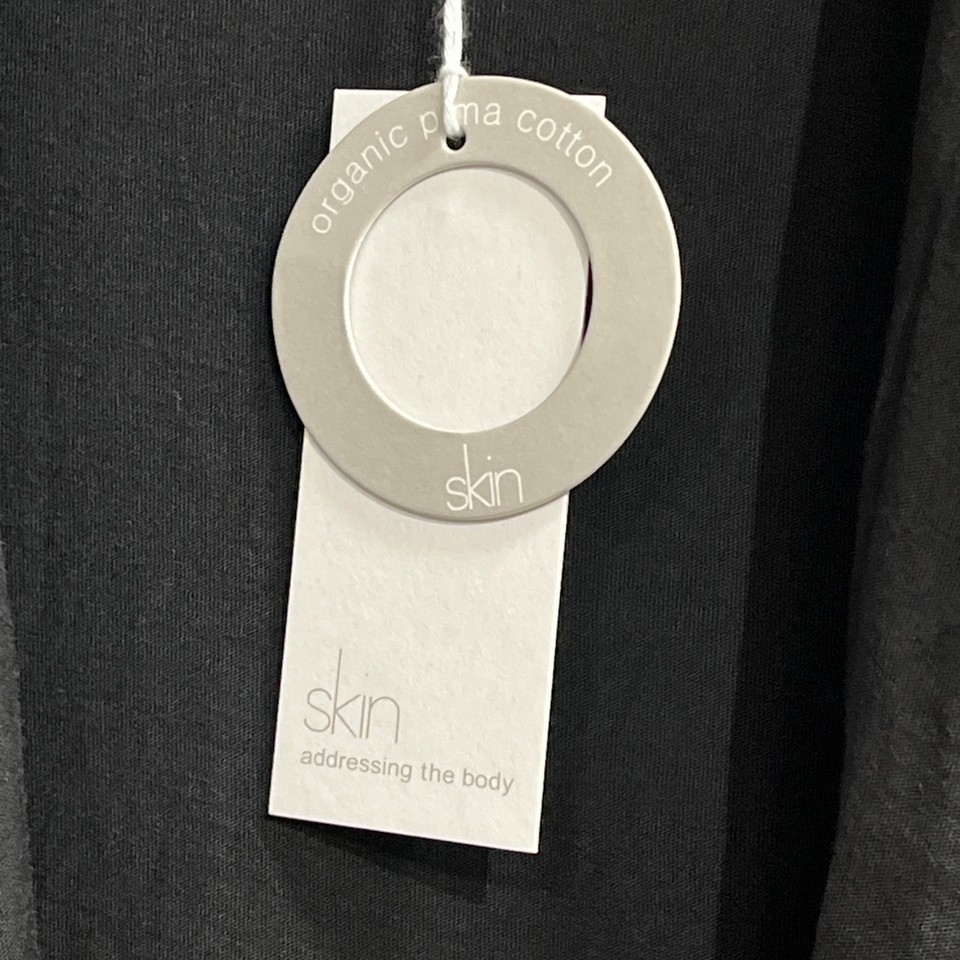 organic pima cotton
skin
skin
addressing the body